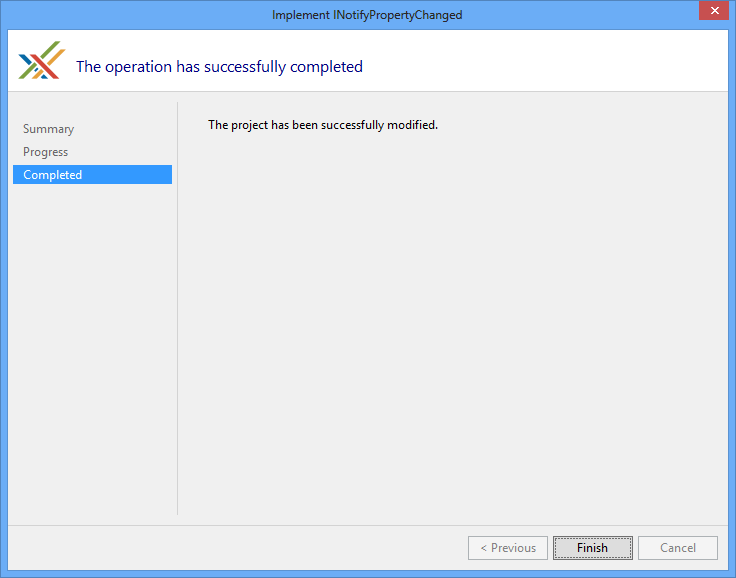 Implement INotifyPropertyChanged
The operation has successfully completed
Summary
Progress
Completed
The project has been successfully modified.
< Previous
Finish
Cancel